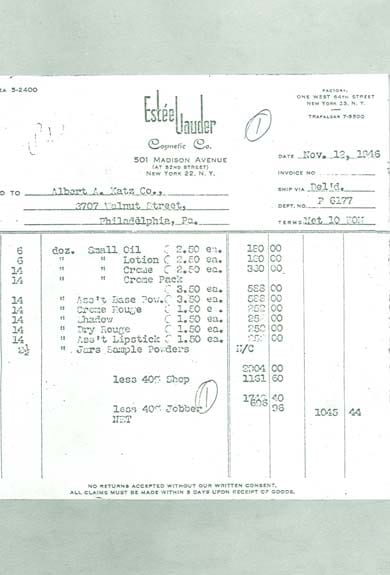 ZA 5-2400
FACTORY:
ONE WEST 64TH STREET
NEW YORK 23, N. Y.
TRAFALGAR 7-9500
Estée Lauder
Cosmetic Co.
501 MADISON AVENUE
(AT 52ND STREET)
NEW YORK 22, N. Y.
1
DATE Nov. 12, 1946
INVOICE NO
SHIP VIA Del'd.
DEPT. NO. P 6177
TERMS Net 10 EOM
D TO Albert A. Katz Co.,
3707 Walnut Street,
Philadelphia, Pa.
6 doz. Small Oil @ 2.50 ea. 180 00
6 " " Lotion @ 2.50 ea. 180 00
14 " " Creme @ 2.50 ea.
14 " " Creme Pack
@ 3.50 ea. 588 00
14 " Ass't Base Pow. @ 3.50 ea. 588 00
14 " Creme Rouge @ 1.50 e . 252 00
14 " Shadow @ 1.50 ea. 00
14 " Dry Rouge @ 1.50 ea. 252 00
14 " Ass't Lipstick @ 1.50 ea. 00
" Jars Sample Powders N/C
2904 00
less 40% Shop 1161 60
1
40
less 40% Jobber 96
NET 1045 44
NO RETURNS ACCEPTED WITHOUT OUR WRITTEN CONSENT.
ALL CLAIMS MUST BE MADE WITHIN 5 DAYS UPON RECEIPT OF GOODS.